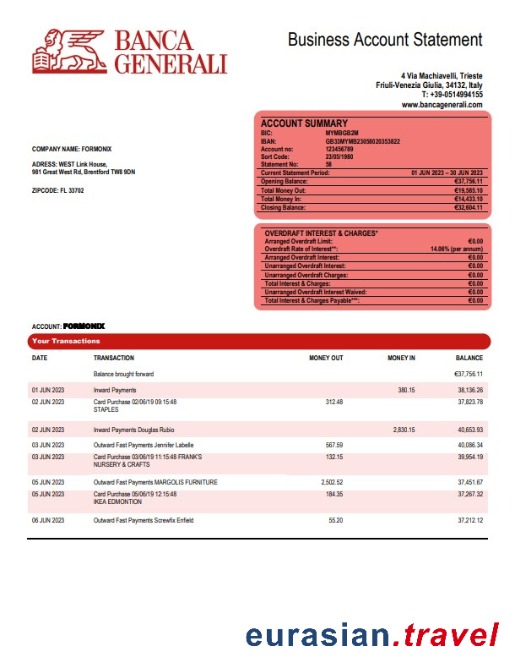 BANCA
GENERALI
Business Account Statement
4 Via Machiavelli, Trieste
Friuli-Venezia Giulia, 34132, Italy
T: +39-0514994155
www.bancagenerali.com
COMPANY NAME: FORMONIX
ADRESS: WEST Link House,
981 Great West Rd, Brentford TW8 9DN
ZIPCODE: FL 33702
ACCOUNT SUMMARY
BIC: MYMBGB2M
IBAN: GB33MYMB23058020353822
Account no: 123456789
Sort Code: 23/05/1980
Statement No: 58
Current Statement Period: 01 JUN 2023 – 30 JUN 2023
Opening Balance: €37,756.11
Total Money Out: €19,585.10
Total Money In: €14,433.10
Closing Balance: €32,604.11
OVERDRAFT INTEREST & CHARGES*
Arranged Overdraft Limit: €0.00
Overdraft Rate of Interest**: 14.06% (per annum)
Arranged Overdraft Interest: €0.00
Unarranged Overdraft Interest: €0.00
Unarranged Overdraft Charges: €0.00
Total Interest & Charges: €0.00
Unarranged Overdraft Interest Waived: €0.00
Total Interest & Charges Payable***: €0.00
ACCOUNT: FORMONIX
Your Transactions
DATE TRANSACTION MONEY OUT MONEY IN BALANCE
Balance brought forward €37,756.11
01 JUN 2023 Inward Payments 380.15 38,136.26
02 JUN 2023 Card Purchase 02/06/19 09:15:48 312.48 37,823.78
STAPLES
02 JUN 2023 Inward Payments Douglas Rubio 2,830.15 40,653.93
03 JUN 2023 Outward Fast Payments Jennifer Labelle 567.59 40,086.34
03 JUN 2023 Card Purchase 03/06/19 11:15:48 FRANK'S 132.15 39,954.19
NURSERY & CRAFTS
05 JUN 2023 Outward Fast Payments MARGOLIS FURNITURE 2,502.52 37,451.67
05 JUN 2023 Card Purchase 05/06/19 12:15:48 184.35 37,267.32
IKEA EDMONTION
06 JUN 2023 Outward Fast Payments Screwfix Enfield 55.20 37,212.12
eurasian.travel